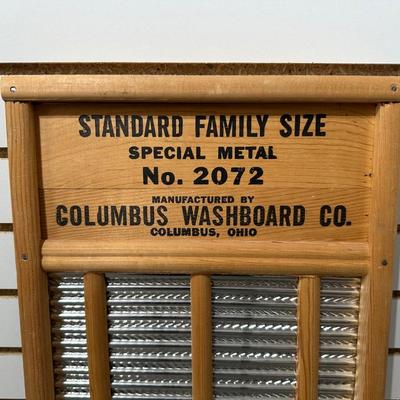 STANDARD FAMILY SIZE
SPECIAL METAL
No. 2072
MANUFACTURED BY
COLUMBUS WASHBOARD CO.
COLUMBUS, OHIO